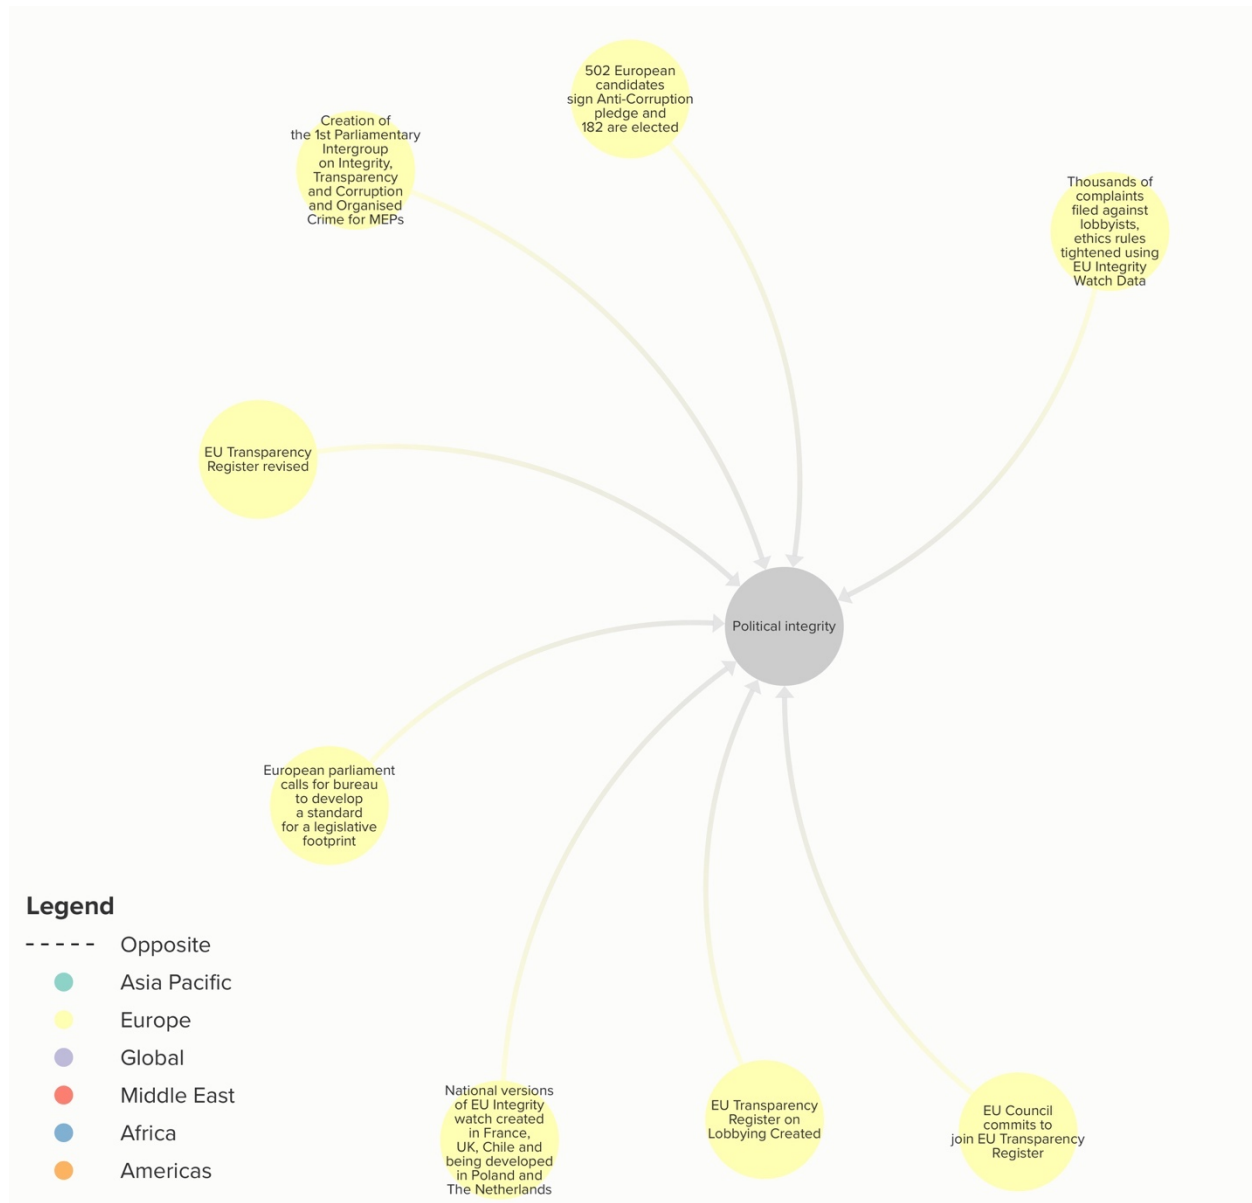 502 European
candidates
sign Anti-Corruption
pledge and
182 are elected
Creation of
the 1st Parliamentary
Intergroup
on Integrity,
Transparency
and Corruption
and Organised
Crime for MEPs
Thousands of
complaints
filed against
lobbyists,
ethics rules
tightened using
EU Integrity
Watch Data
EU Transparency
Register revised
Political integrity
European parliament
calls for bureau
to develop
a standard
for a legislative
footprint
Legend
Opposite
Asia Pacific
Europe
Global
Middle East
Africa
Americas
National versions
of EU Integrity
watch created
in France,
UK, Chile and
being developed
in Poland and
The Netherlands
EU Transparency
Register on
Lobbying Created
EU Council
commits to
join EU Transparency
Register